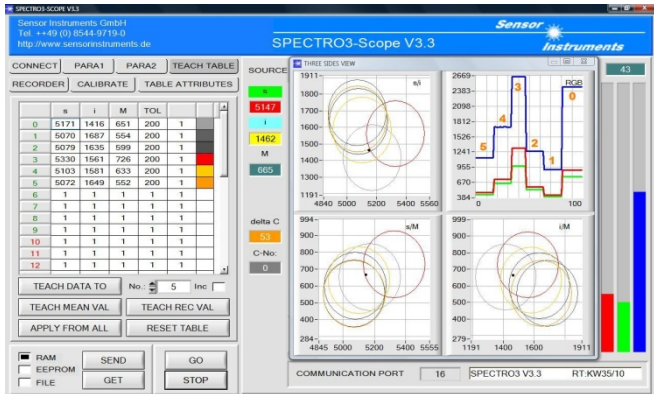 SPECTRO3-SCOPE V3.3
Sensor Instruments GmbH
Tel. ++49 (0) 8544-9719-0
http://www.sensorinstruments.de
SPECTRO3-Scope V3.3
Sensor
Instruments
CONNECT PARA1 PARA2 TEACH TABLE
RECORDER CALIBRATE TABLE ATTRIBUTES
s i M TOL
0 5171 1416 651 200 1
1 5070 1687 554 200 1
2 5079 1635 599 200 1
3 5330 1561 726 200 1
4 5103 1581 633 200 1
5 5072 1649 552 200 1
6 1 1 1 1 1
7 1 1 1 1 1
8 1 1 1 1 1
9 1 1 1 1 1
10 1 1 1 1 1
11 1 1 1 1 1
12 1 1 1 1 1
TEACH DATA TO No.: 5 Inc
TEACH MEAN VAL TEACH REC VAL
APPLY FROM ALL RESET TABLE
RAM
EEPROM
FILE
SEND GO
GET STOP
SOURCE
s
5147
i
1462
M
665
delta C
53
C-No:
0
THREE SIDES VIEW
s/i
1911-
1800-
1700-
1600-
1500-
1400-
1300-
1191-
4840 5000 5200 5400 5560
RGB
2669-
2383-
2098-
1812-
1526-
1241-
955-
670-
384-
0 100
5 4 3 2 1 0
s/M
994-
900-
800-
700-
600-
500-
400-
284-
4845 5000 5200 5400 5555
i/M
999-
900-
800-
700-
600-
500-
400-
279-
1191 1400 1600 1911
43
COMMUNICATION PORT 16 SPECTRO3 V3.3 RT:KW35/10